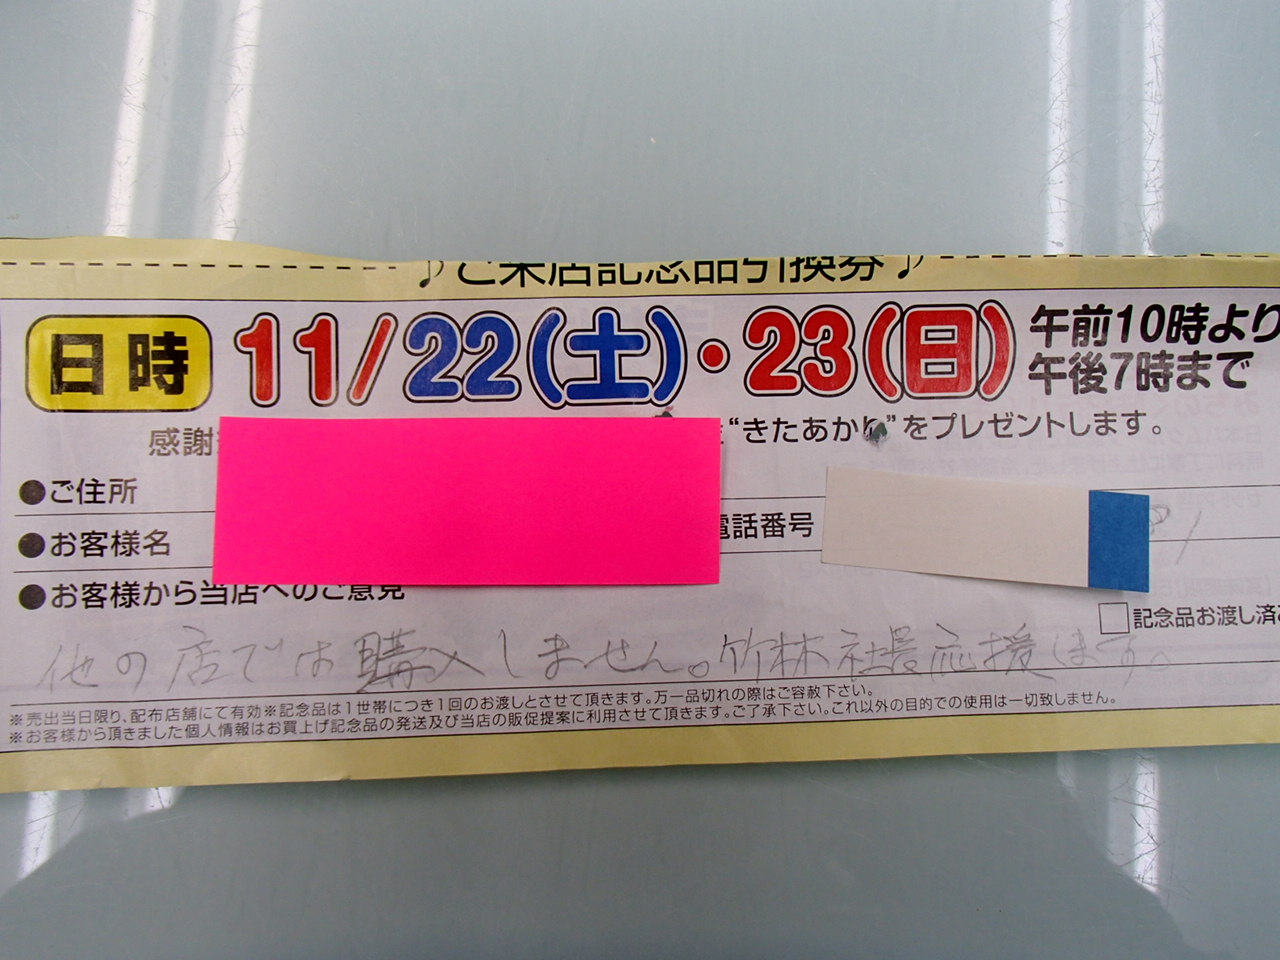 ♪ご来店記念品引換券♪
日時 11/22(土)・23(日) 午前10時より
午後7時まで
感謝
“きたあかり”をプレゼントします。
●ご住所
●お客様名
電話番号
●お客様から当店へのご意見
□記念品お渡し済み
他の店では購入しません。竹林社長応援します。
※売出当日限り、配布店舗にて有効※記念品は1世帯につき1回のお渡しとさせて頂きます。万一品切れの際はご容赦下さい。
※お客様から頂きました個人情報はお買上げ記念品の発送及び当店の販促提案に利用させて頂きます。ご了承下さい。これ以外の目的での使用は一切致しません。